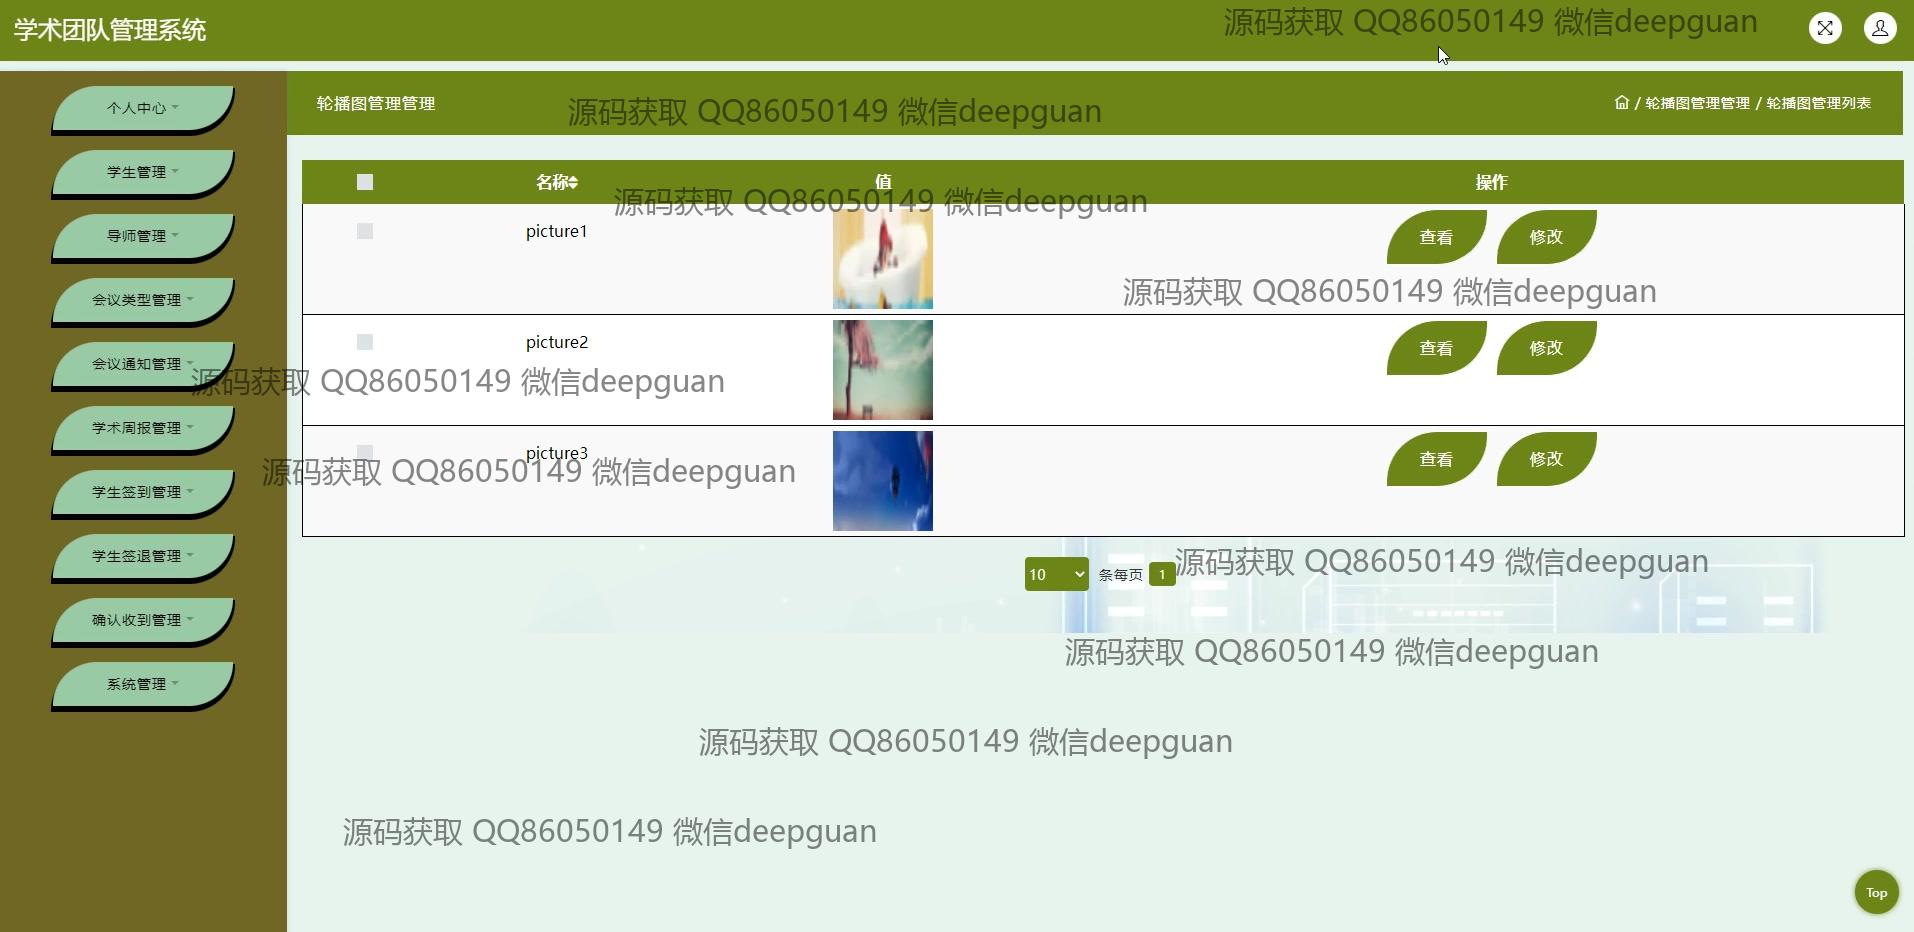 学术团队管理系统
源码获取 QQ86050149 微信deepguan
轮播图管理管理
源码获取 QQ86050149 微信deepguan
/ 轮播图管理管理 / 轮播图管理列表
个人中心
学生管理
导师管理
会议类型管理
会议通知管理
学术周报管理
学生签到管理
学生签退管理
确认收到管理
系统管理
名称 值 操作
源码获取 QQ86050149 微信deepguan
picture1 查看 修改
源码获取 QQ86050149 微信deepguan
picture2 查看 修改
源码获取 QQ86050149 微信deepguan
picture3 查看 修改
源码获取 QQ86050149 微信deepguan
10 条每页 1
源码获取 QQ86050149 微信deepguan
源码获取 QQ86050149 微信deepguan
源码获取 QQ86050149 微信deepguan
源码获取 QQ86050149 微信deepguan
Top